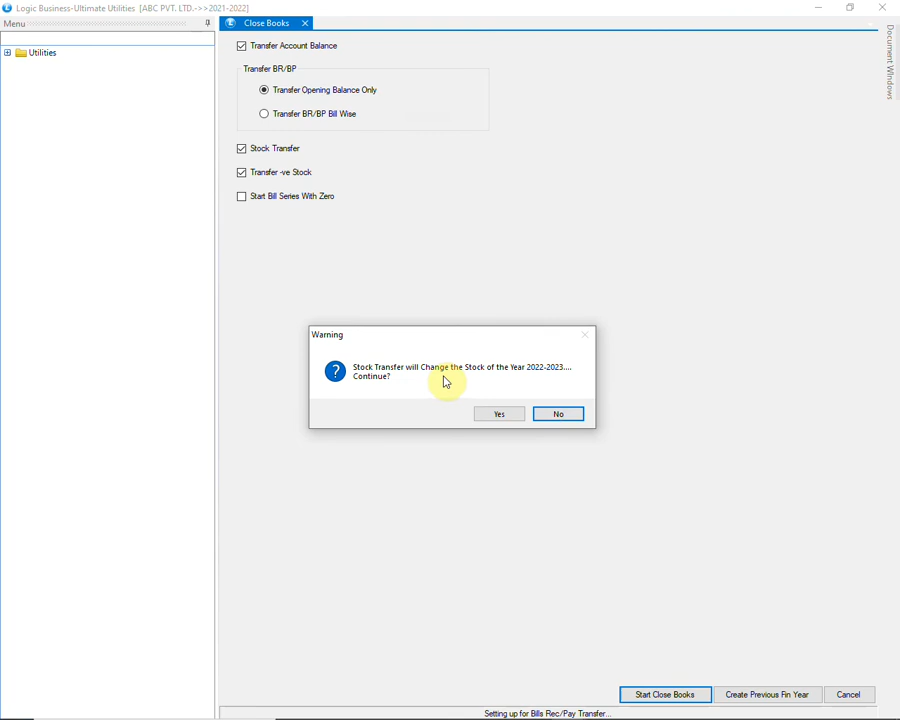 Logic Business-Ultimate Utilities  [ABC PVT. LTD.->>2021-2022]
Menu
Close Books
Utilities
Document Windows
Transfer Account Balance
Transfer BR/BP
Transfer Opening Balance Only
Transfer BR/BP Bill Wise
Stock Transfer
Transfer -ve Stock
Start Bill Series With Zero
Warning
Stock Transfer will Change the Stock of the Year 2022-2023....
Continue?
Yes
No
Start Close Books
Create Previous Fin Year
Cancel
Setting up for Bills Rec/Pay Transfer...